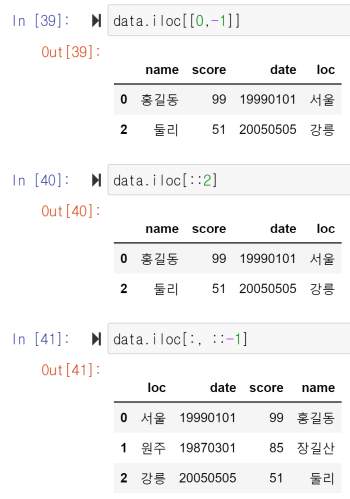 In [39]: data.iloc[[0,-1]]
Out[39]:
name score date loc
0 홍길동 99 19990101 서울
2 둘리 51 20050505 강릉
In [40]: data.iloc[::2]
Out[40]:
name score date loc
0 홍길동 99 19990101 서울
2 둘리 51 20050505 강릉
In [41]: data.iloc[:, ::-1]
Out[41]:
loc date score name
0 서울 19990101 99 홍길동
1 원주 19870301 85 장길산
2 강릉 20050505 51 둘리